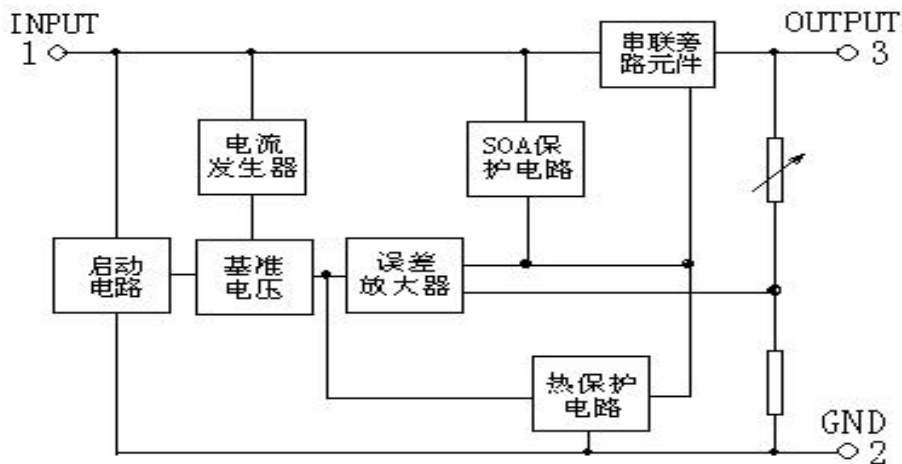 INPUT
1
OUTPUT
3
串联旁
路元件
电流
发生器
SOA保
护电路
启动
电路
基准
电压
误差
放大器
热保护
电路
GND
2